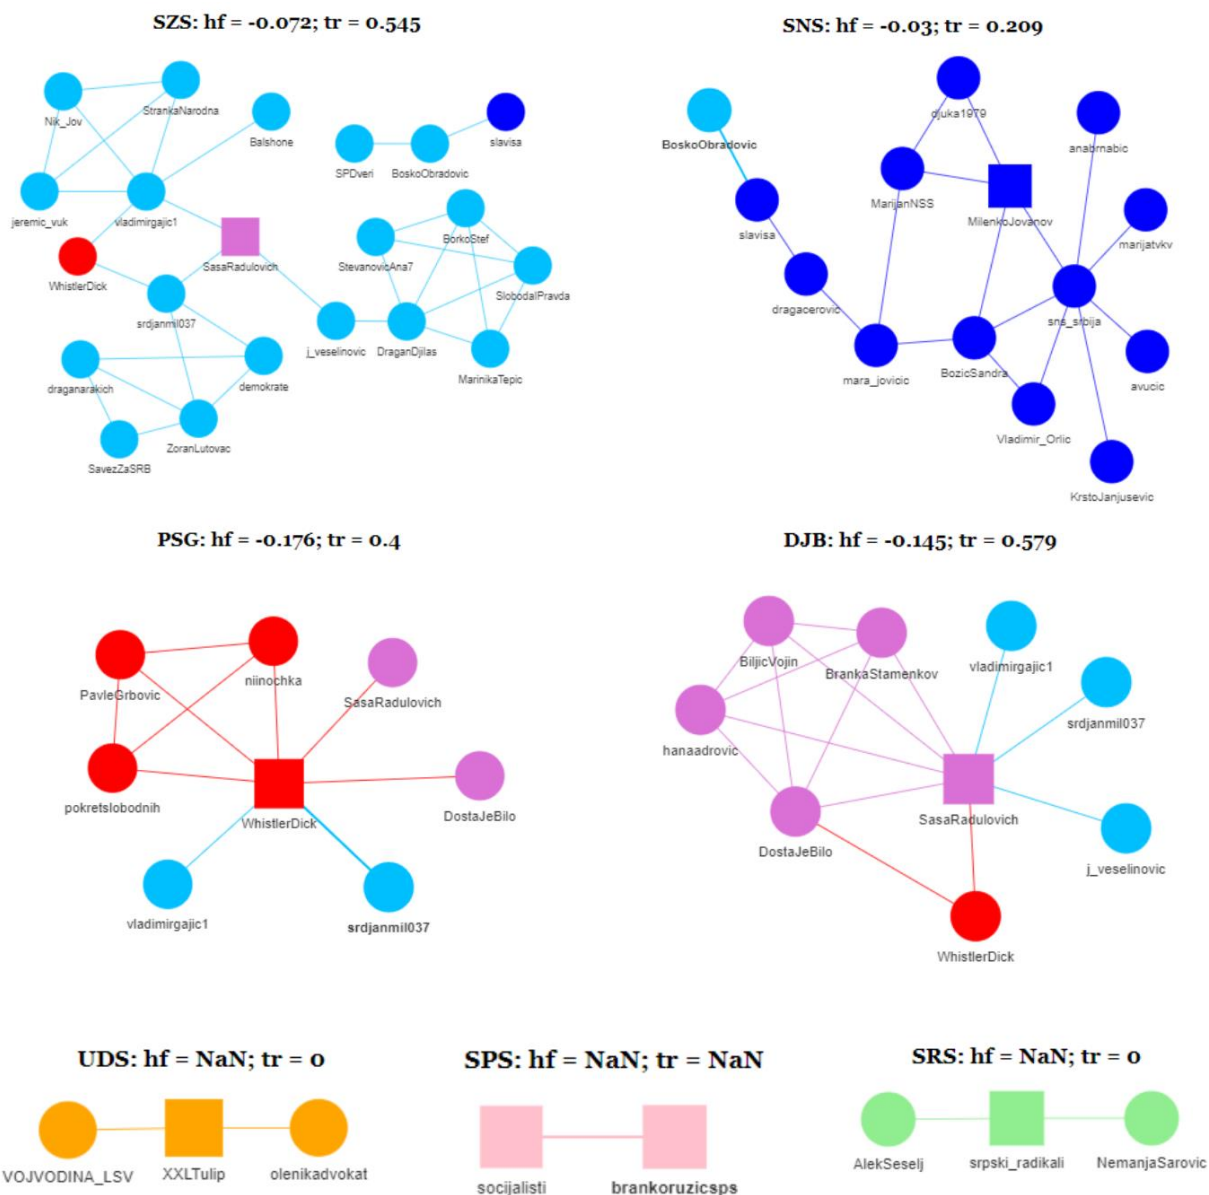 SZS: hf = -0.072; tr = 0.545
Nik_Jov
StrankaNarodna
Balshone
jeremic_vuk
vladimirgajic1
WhistlerDick
SasaRadulovich
srdjanmil037
draganarakich
demokrate
ZoranLutovac
SavezZaSRB
SPDveri
BoskoObradovic
slavisa
BorkoStef
StevanovicAna7
SlobodaIPravda
j_veselinovic
DraganDjilas
MarinikaTepic
SNS: hf = -0.03; tr = 0.209
BoskoObradovic
djuka1979
anabrnabic
MarijanNSS
MilenkoJovanov
slavisa
marijatvkv
dragacerovic
sns_srbija
mara_jovicic
BozicSandra
avucic
Vladimir_Orlic
KrstoJanjusevic
PSG: hf = -0.176; tr = 0.4
PavleGrbovic
niinochka
SasaRadulovich
pokretslobodnih
WhistlerDick
DostaJeBilo
vladimirgajic1
srdjanmil037
DJB: hf = -0.145; tr = 0.579
BiljicVojin
BrankaStamenkov
vladimirgajic1
srdjanmil037
hanaadrovic
SasaRadulovich
DostaJeBilo
j_veselinovic
WhistlerDick
UDS: hf = NaN; tr = 0
VOJVODINA_LSV
XXLTulip
olenikadvokat
SPS: hf = NaN; tr = NaN
socijalisti
brankoruzicsps
SRS: hf = NaN; tr = 0
AlekSeselj
srpski_radikali
NemanjaSarovic